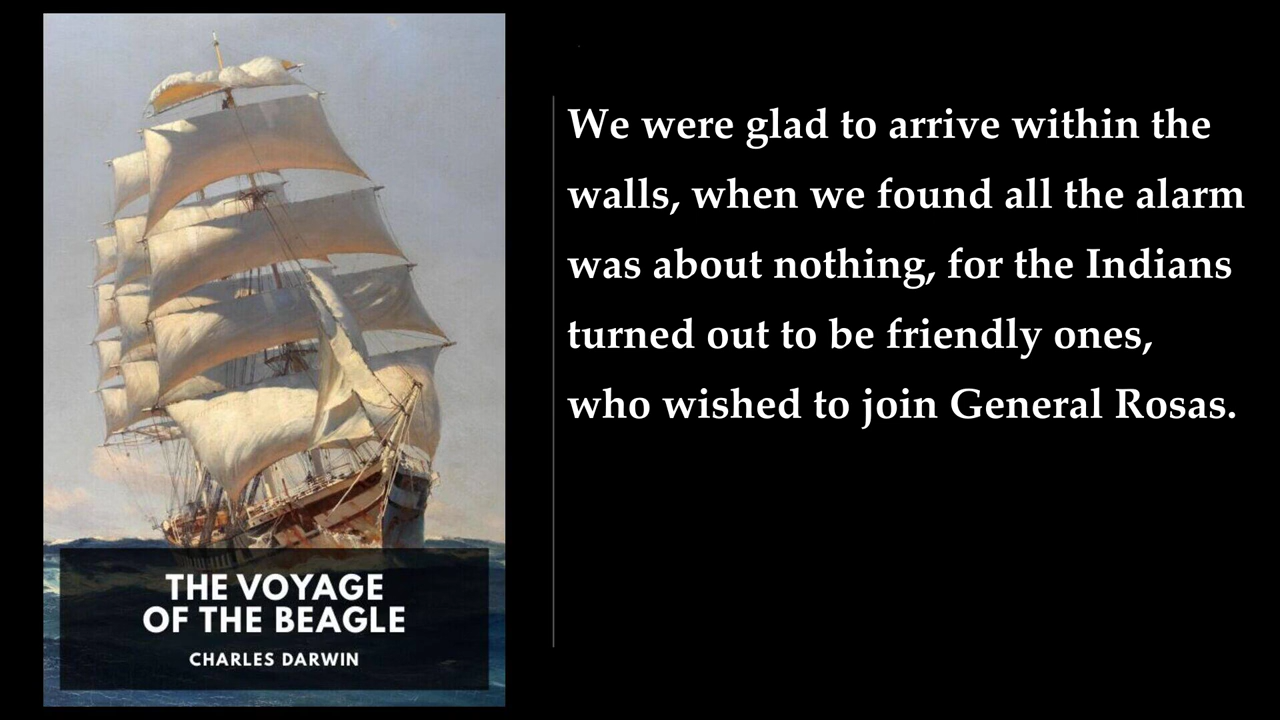 We were glad to arrive within the
walls, when we found all the alarm
was about nothing, for the Indians
turned out to be friendly ones,
who wished to join General Rosas.
THE VOYAGE
OF THE BEAGLE
CHARLES DARWIN